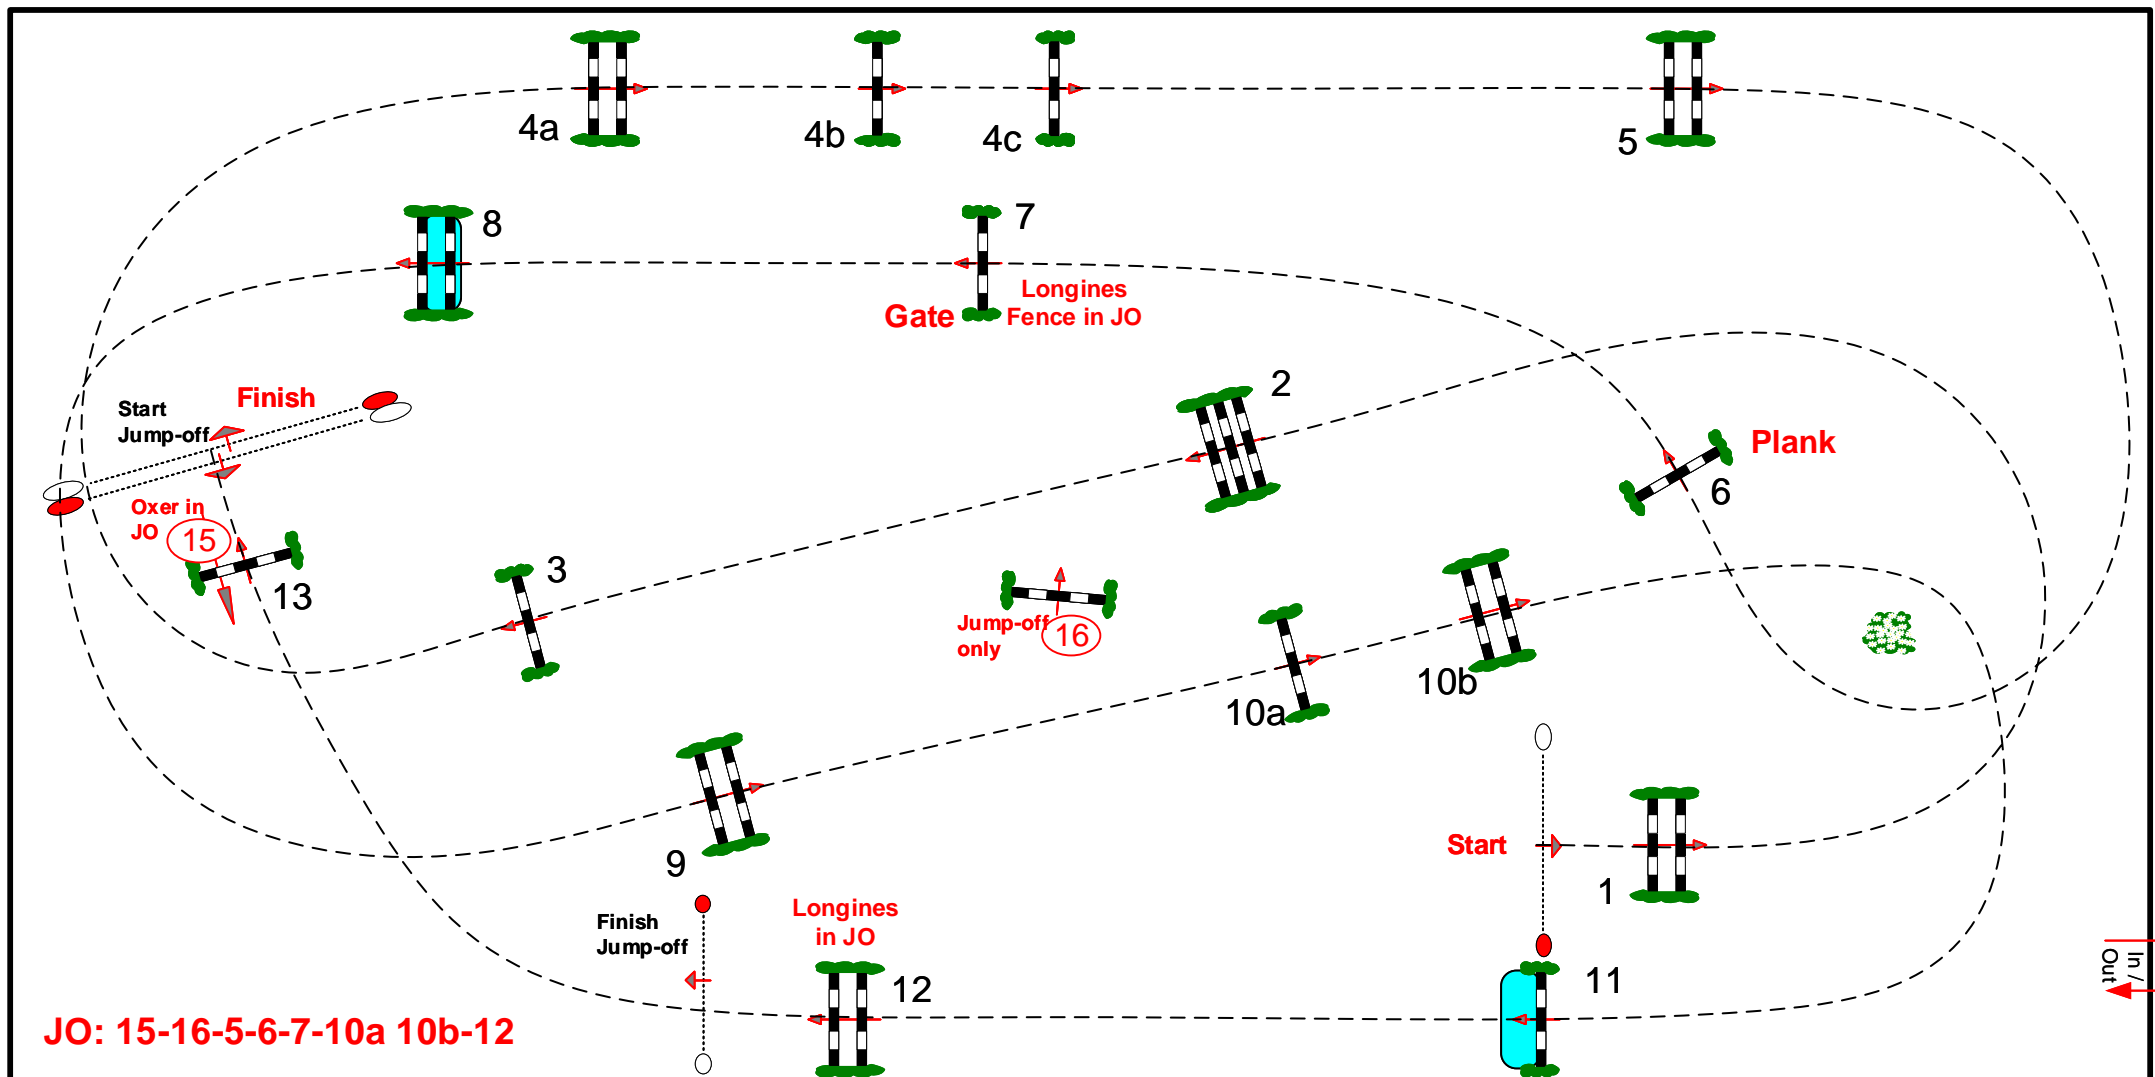 4a
4b
4c
5
8
7
Gate
Longines
Fence in JO
2
Start
Jump-off
Finish
Plank
6
Oxer in
JO
15
13
3
Jump-off
only
16
10a
10b
9
Start
1
Finish
Jump-off
Longines
in JO
12
11
In /
Out
JO: 15-16-5-6-7-10a 10b-12